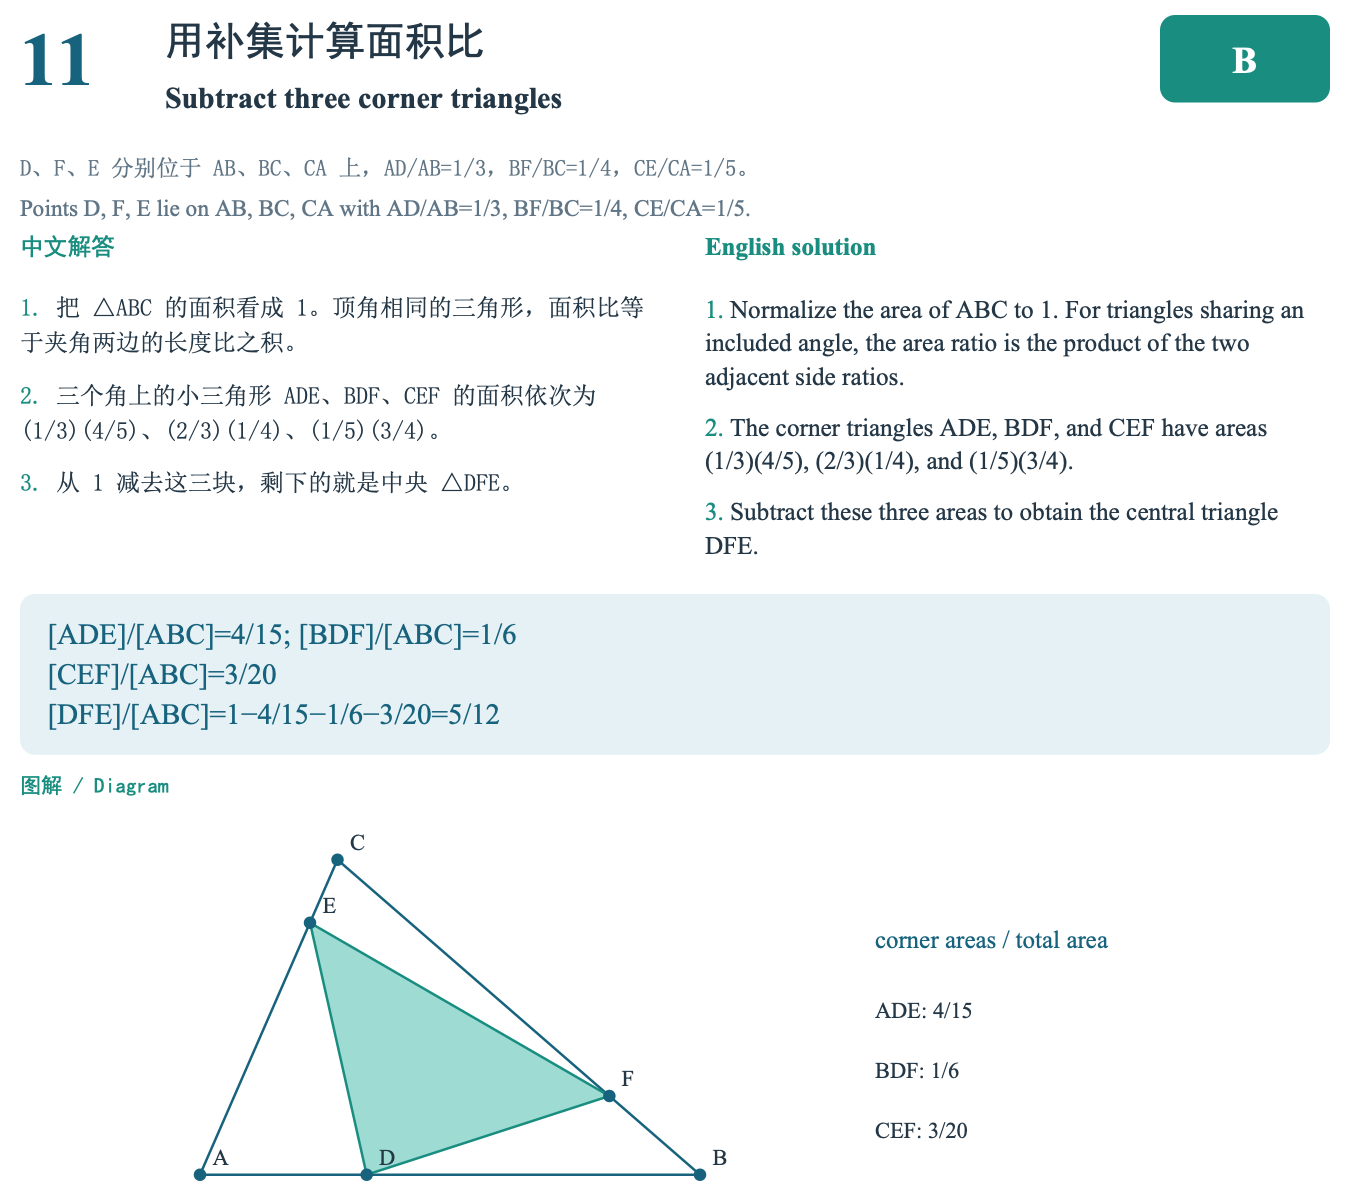 11
用补集计算面积比
Subtract three corner triangles
B
D、F、E 分别位于 AB、BC、CA 上，AD/AB=1/3，BF/BC=1/4，CE/CA=1/5。
Points D, F, E lie on AB, BC, CA with AD/AB=1/3, BF/BC=1/4, CE/CA=1/5.
中文解答
1. 把 △ABC 的面积看成 1。顶角相同的三角形，面积比等
于夹角两边的长度比之积。
2. 三个角上的小三角形 ADE、BDF、CEF 的面积依次为
(1/3)(4/5)、(2/3)(1/4)、(1/5)(3/4)。
3. 从 1 减去这三块，剩下的就是中央 △DFE。
English solution
1. Normalize the area of ABC to 1. For triangles sharing an
included angle, the area ratio is the product of the two
adjacent side ratios.
2. The corner triangles ADE, BDF, and CEF have areas
(1/3)(4/5), (2/3)(1/4), and (1/5)(3/4).
3. Subtract these three areas to obtain the central triangle
DFE.
[ADE]/[ABC]=4/15; [BDF]/[ABC]=1/6
[CEF]/[ABC]=3/20
[DFE]/[ABC]=1−4/15−1/6−3/20=5/12
图解 / Diagram
C
E
F
A
D
B
corner areas / total area
ADE: 4/15
BDF: 1/6
CEF: 3/20